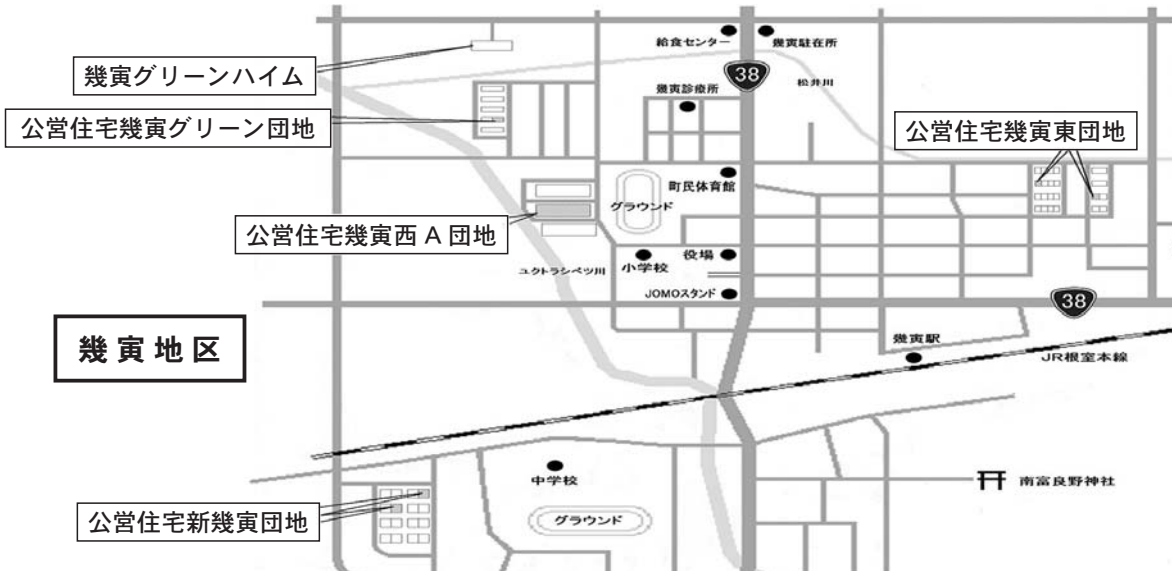 給食センター
幾寅駐在所
幾寅グリーンハイム
38
松井川
幾寅診療所
公営住宅幾寅グリーン団地
公営住宅幾寅東団地
町民体育館
グラウンド
公営住宅幾寅西A団地
役場
小学校
ユクトラシベツ川
JOMOスタンド
38
幾寅地区
幾寅駅
JR根室本線
中学校
南富良野神社
公営住宅新幾寅団地
グラウンド